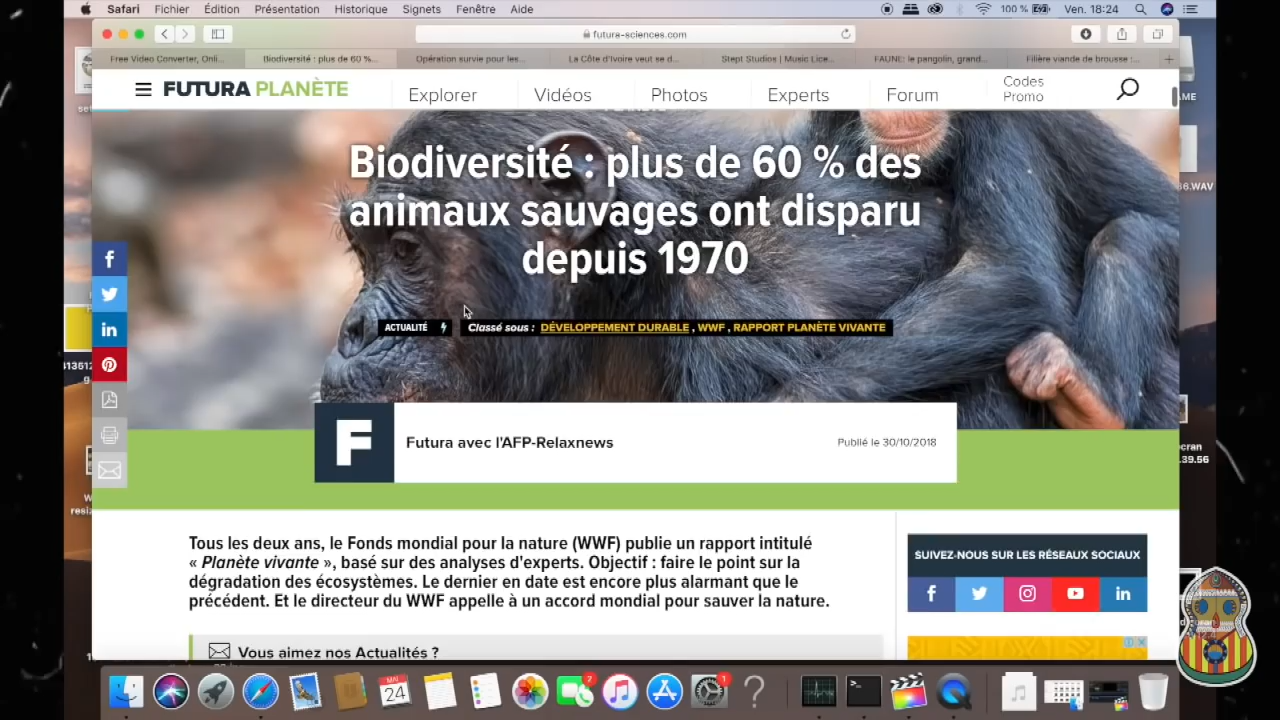 Safari Fichier Édition Présentation Historique Signets Fenêtre Aide 100 % Ven. 18:24
futura-sciences.com
Free Video Converter, Onli... Biodiversité : plus de 60 %... Opération survie pour les... La Côte d'Ivoire veut se d... Stept Studios | Music Lice... FAUNE: le pangolin, grand... Filière viande de brousse :
FUTURA PLANÈTE Explorer Vidéos Photos Experts Forum Codes
Promo
Biodiversité : plus de 60 % des
animaux sauvages ont disparu
depuis 1970
ACTUALITÉ Classé sous : DÉVELOPPEMENT DURABLE , WWF , RAPPORT PLANÈTE VIVANTE
F Futura avec l'AFP-Relaxnews Publié le 30/10/2018
Tous les deux ans, le Fonds mondial pour la nature (WWF) publie un rapport intitulé
« Planète vivante », basé sur des analyses d'experts. Objectif : faire le point sur la
dégradation des écosystèmes. Le dernier en date est encore plus alarmant que le
précédent. Et le directeur du WWF appelle à un accord mondial pour sauver la nature.
SUIVEZ-NOUS SUR LES RÉSEAUX SOCIAUX
Vous aimez nos Actualités ?
MAI
24
7
1